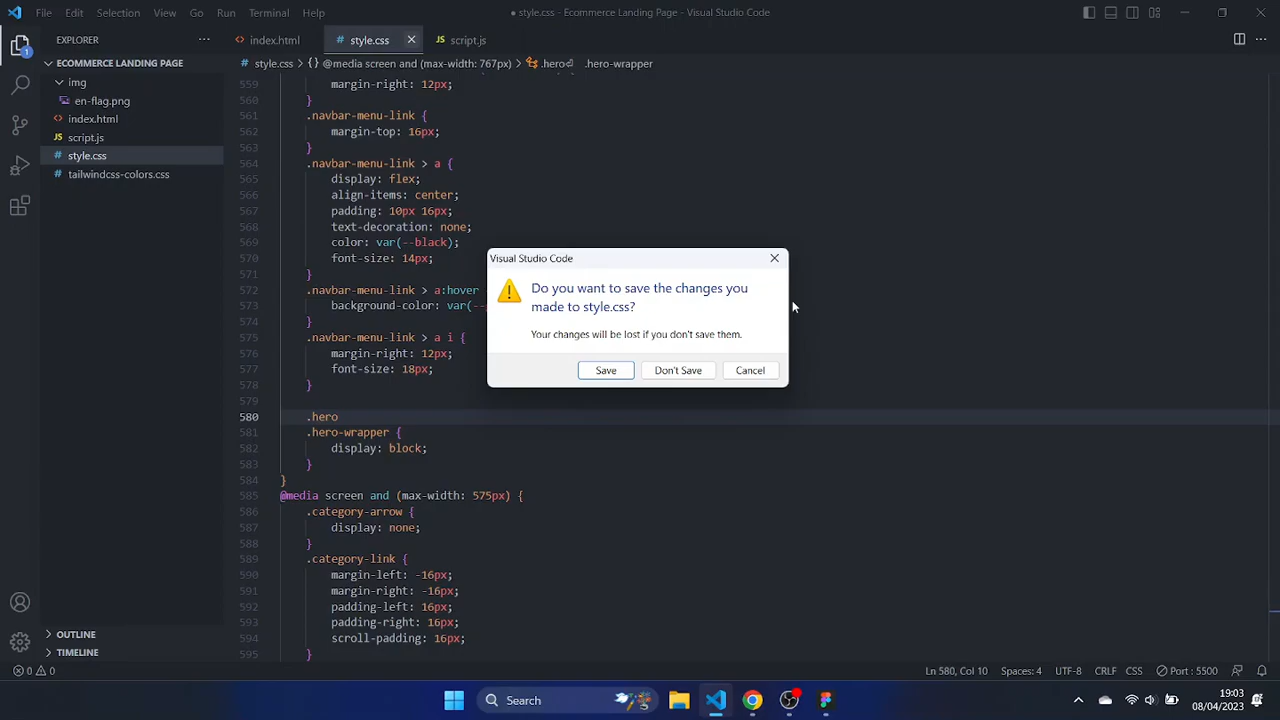 File Edit Selection View Go Run Terminal Help
● style.css - Ecommerce Landing Page - Visual Studio Code
EXPLORER
ECOMMERCE LANDING PAGE
img
en-flag.png
<> index.html
JS script.js
# style.css
# tailwindcss-colors.css
OUTLINE
TIMELINE
<> index.html
# style.css
JS script.js
# style.css > {} @media screen and (max-width: 767px) > .hero⏎ .hero-wrapper
559 margin-right: 12px;
560 }
561 .navbar-menu-link {
562 margin-top: 16px;
563 }
564 .navbar-menu-link > a {
565 display: flex;
566 align-items: center;
567 padding: 10px 16px;
568 text-decoration: none;
569 color: var(--black);
570 font-size: 14px;
571 }
572 .navbar-menu-link > a:hover
573 background-color: var(--
574 }
575 .navbar-menu-link > a i {
576 margin-right: 12px;
577 font-size: 18px;
578 }
579
580 .hero
581 .hero-wrapper {
582 display: block;
583 }
584 }
585 @media screen and (max-width: 575px) {
586 .category-arrow {
587 display: none;
588 }
589 .category-link {
590 margin-left: -16px;
591 margin-right: -16px;
592 padding-left: 16px;
593 padding-right: 16px;
594 scroll-padding: 16px;
595 }
Visual Studio Code
Do you want to save the changes you
made to style.css?
Your changes will be lost if you don't save them.
Save Don't Save Cancel
1
0 0
Ln 580, Col 10 Spaces: 4 UTF-8 CRLF CSS Port : 5500
Search
19:03
08/04/2023